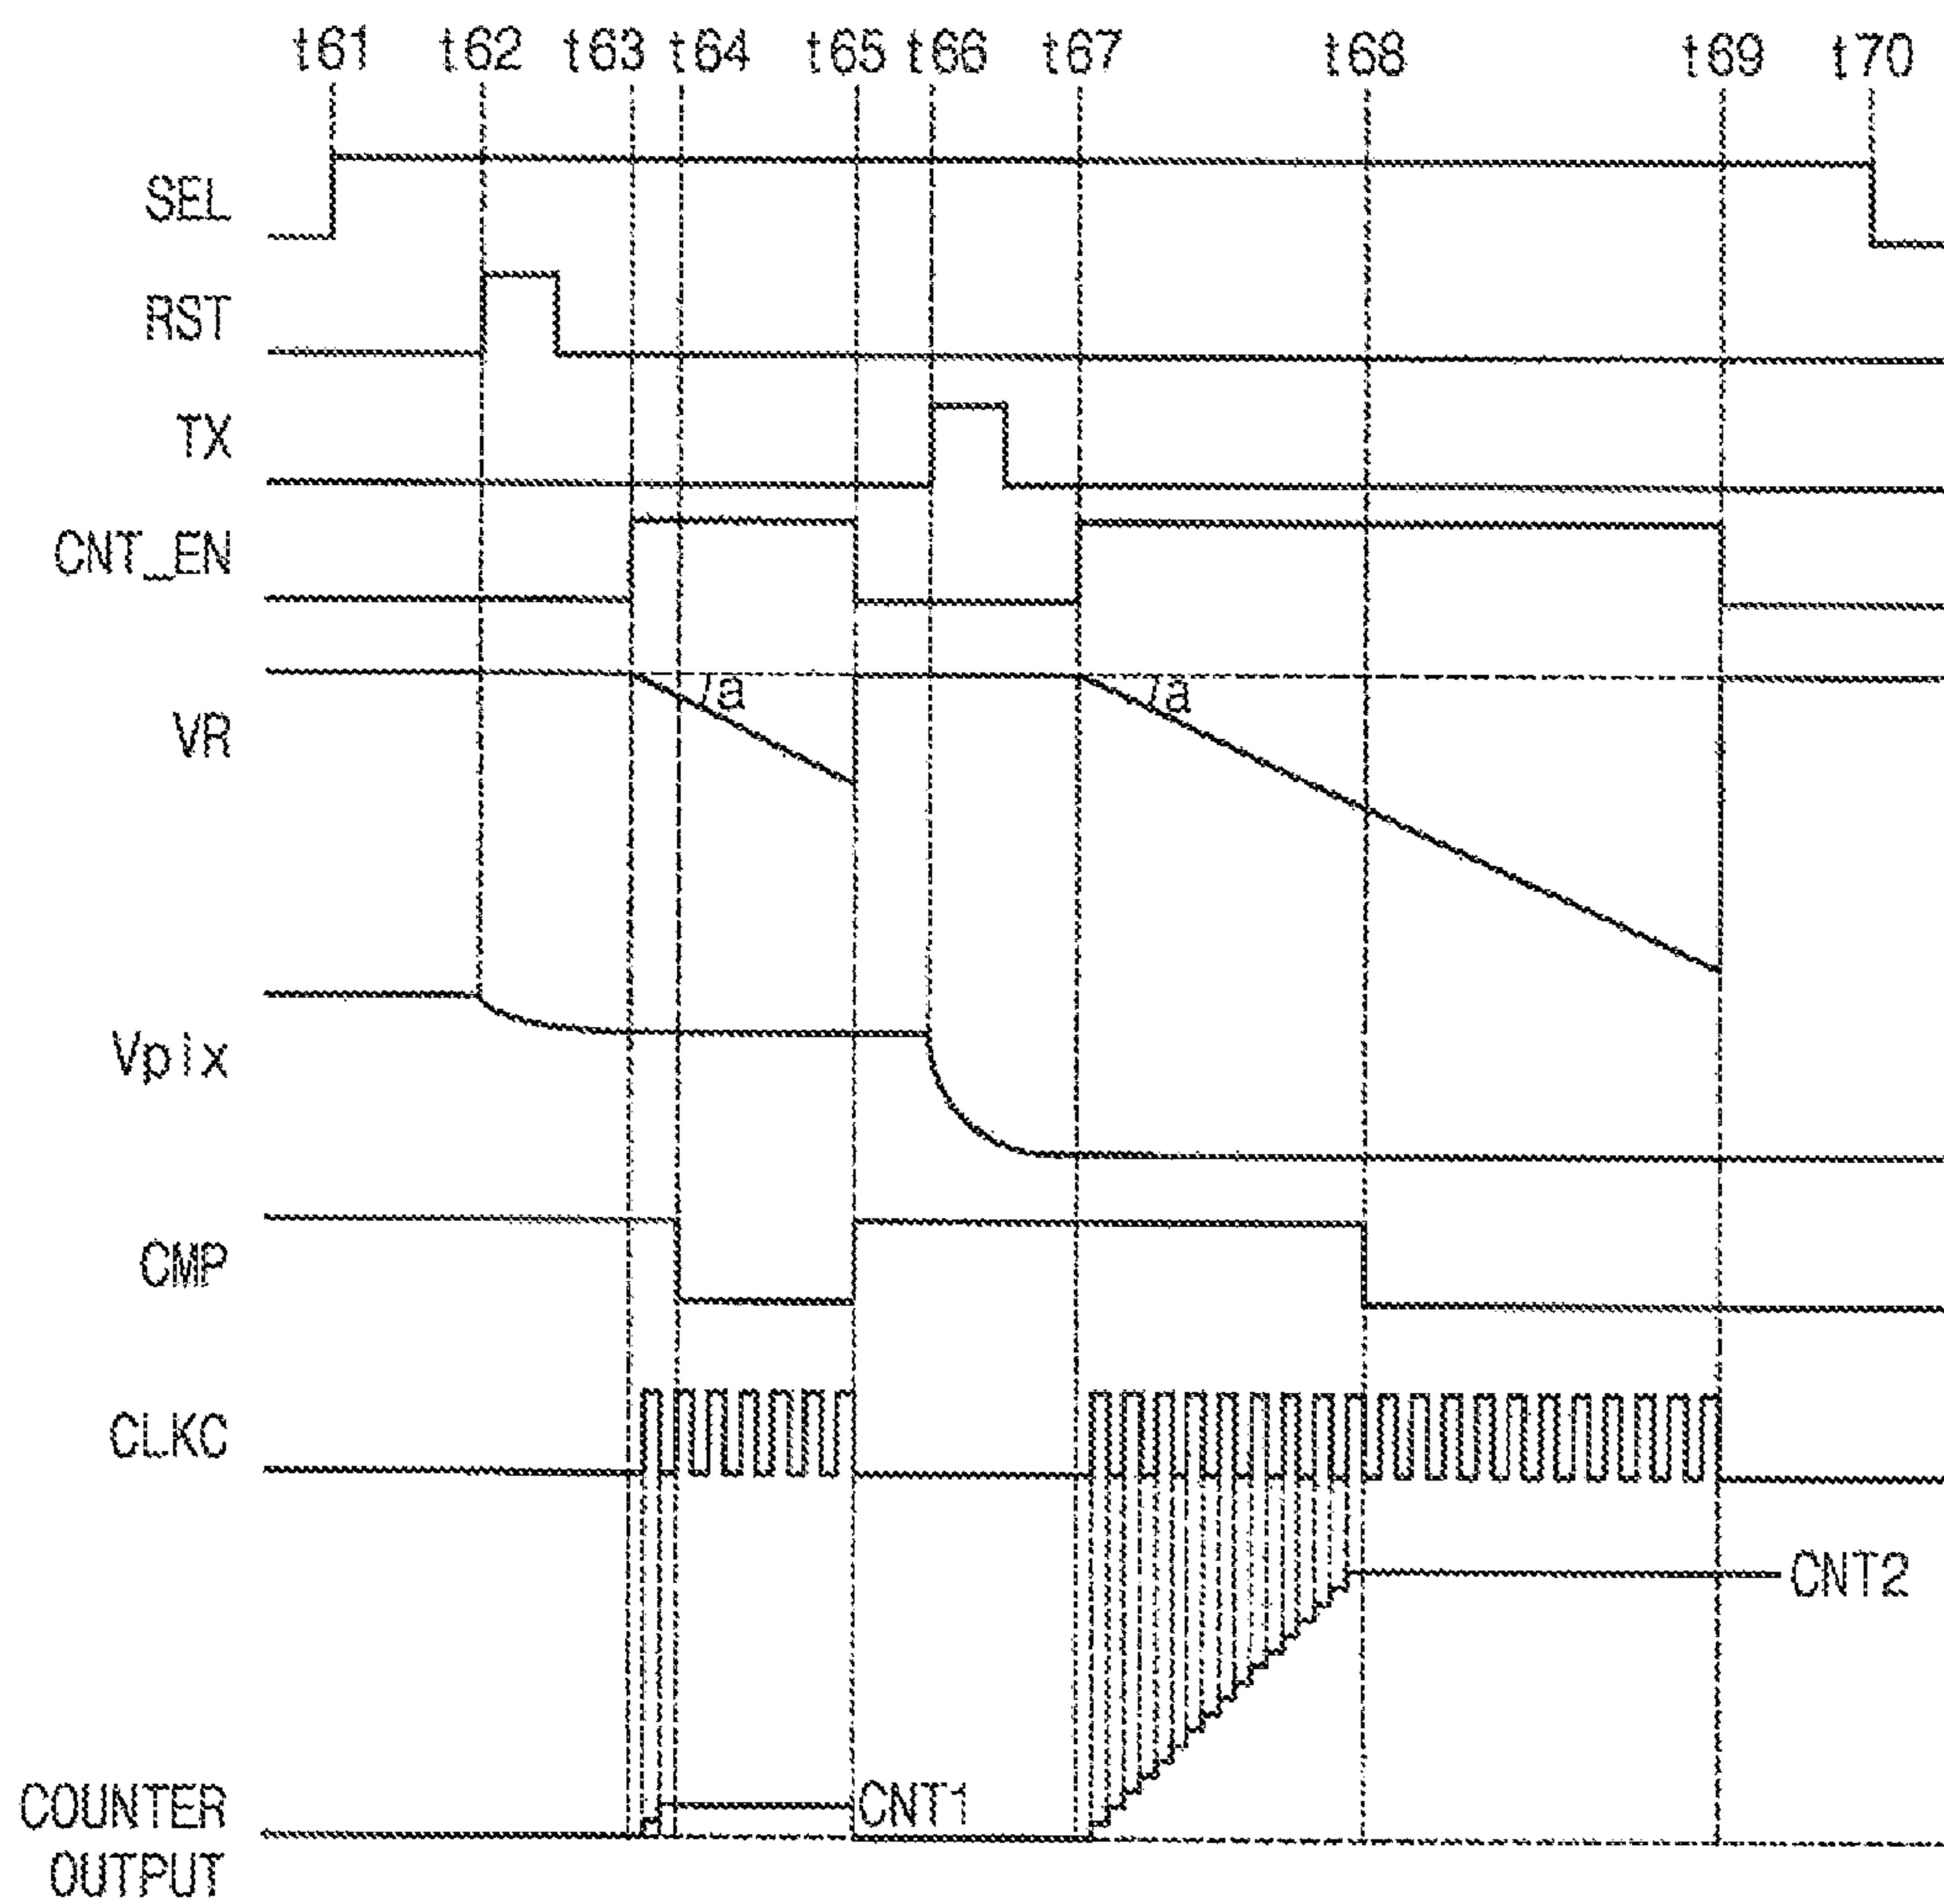 t61 t62 t63 t64 t65 t66 t67 t68 t69 t70
SEL
RST
TX
CNT_EN
a a
VR
Vpix
CMP
CLKC
CNT2
CNT1
COUNTER
OUTPUT